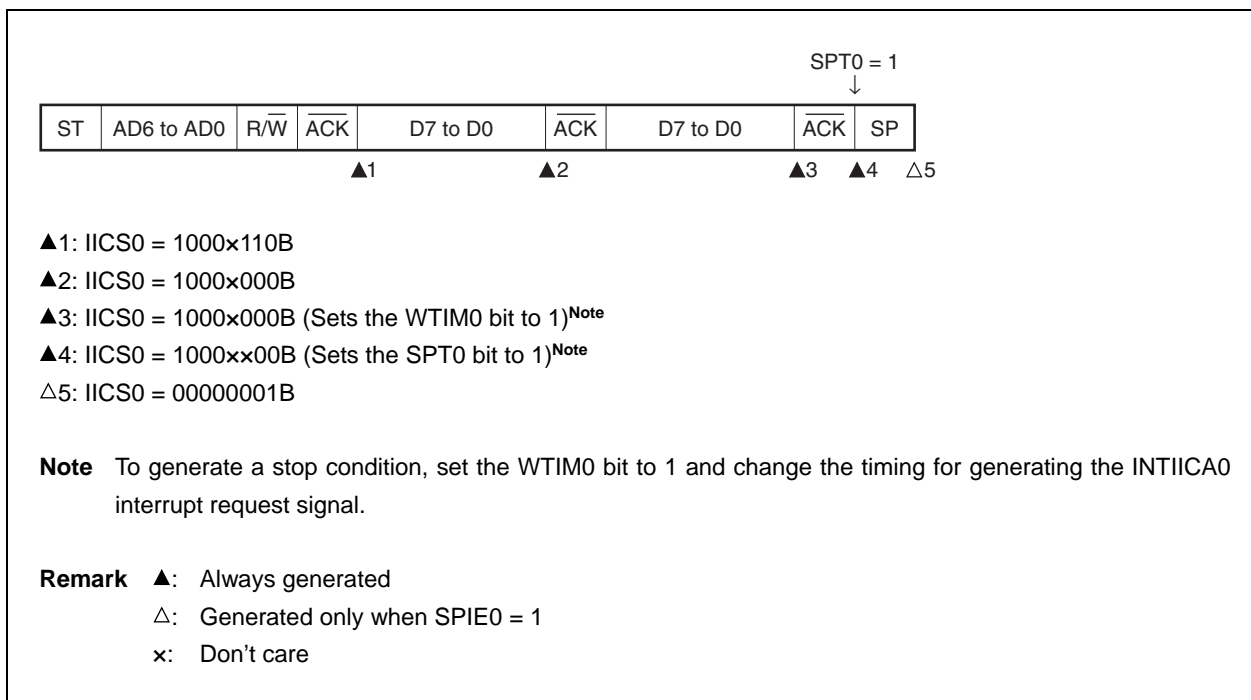 SPT0 = 1
↓
ST AD6 to AD0 R/W̅ A̅C̅K̅ D7 to D0 A̅C̅K̅ D7 to D0 A̅C̅K̅ SP
▲1 ▲2 ▲3 ▲4 △5
▲1: IICS0 = 1000×110B
▲2: IICS0 = 1000×000B
▲3: IICS0 = 1000×000B (Sets the WTIM0 bit to 1)Note
▲4: IICS0 = 1000××00B (Sets the SPT0 bit to 1)Note
△5: IICS0 = 00000001B
Note To generate a stop condition, set the WTIM0 bit to 1 and change the timing for generating the INTIICA0
interrupt request signal.
Remark ▲: Always generated
△: Generated only when SPIE0 = 1
×: Don't care